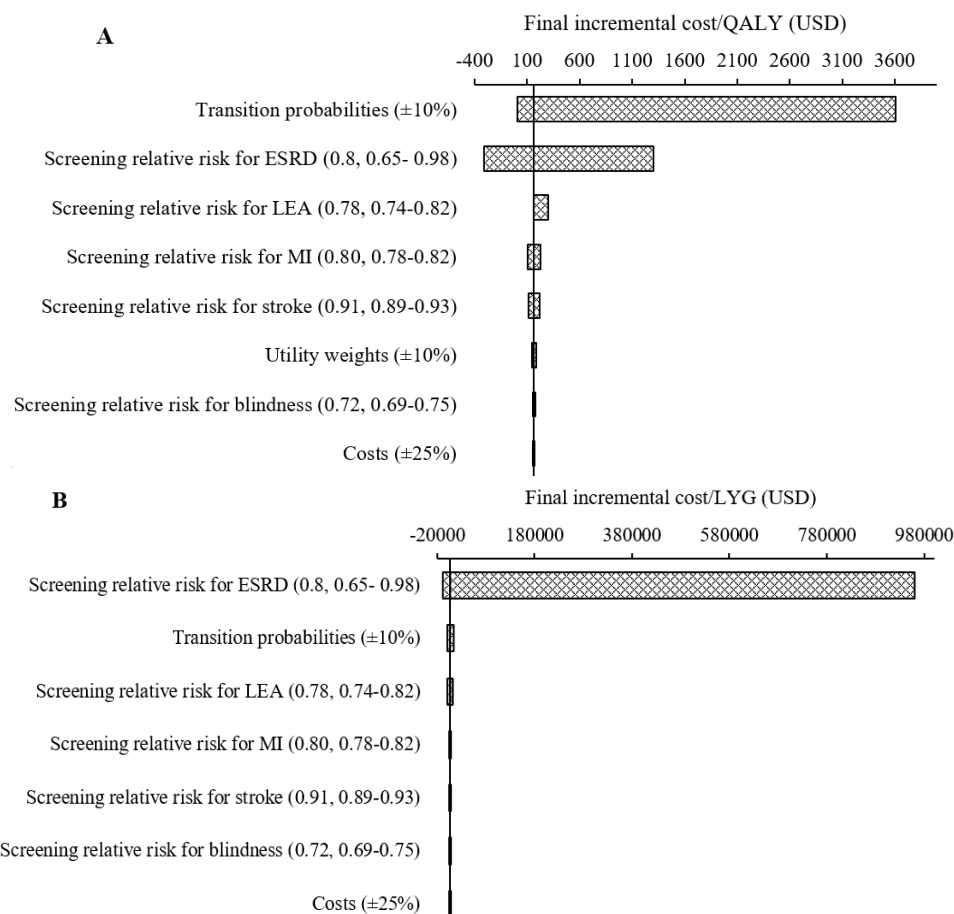 A
Final incremental cost/QALY (USD)
-400 100 600 1100 1600 2100 2600 3100 3600
Transition probabilities (±10%)
Screening relative risk for ESRD (0.8, 0.65- 0.98)
Screening relative risk for LEA (0.78, 0.74-0.82)
Screening relative risk for MI (0.80, 0.78-0.82)
Screening relative risk for stroke (0.91, 0.89-0.93)
Utility weights (±10%)
Screening relative risk for blindness (0.72, 0.69-0.75)
Costs (±25%)
B
Final incremental cost/LYG (USD)
-20000 180000 380000 580000 780000 980000
Screening relative risk for ESRD (0.8, 0.65- 0.98)
Transition probabilities (±10%)
Screening relative risk for LEA (0.78, 0.74-0.82)
Screening relative risk for MI (0.80, 0.78-0.82)
Screening relative risk for stroke (0.91, 0.89-0.93)
Screening relative risk for blindness (0.72, 0.69-0.75)
Costs (±25%)